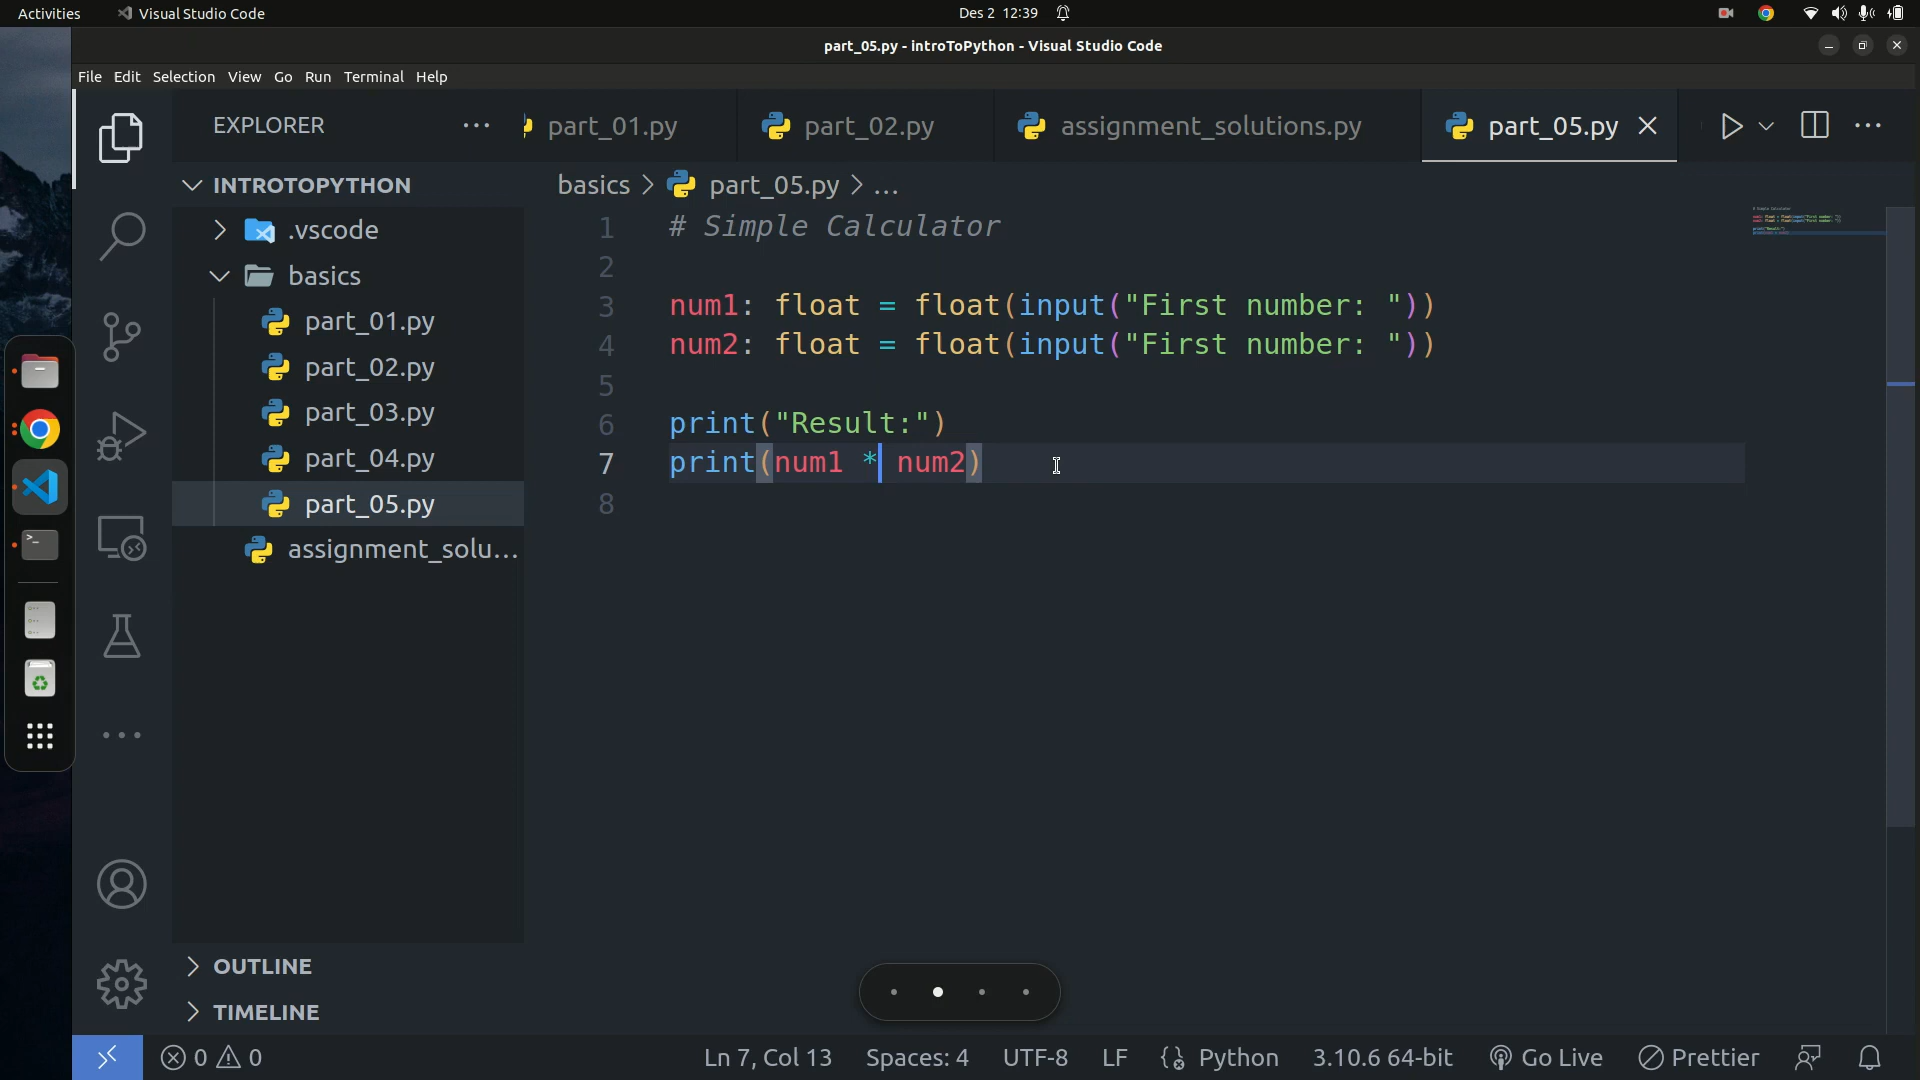 Activities
Visual Studio Code
Des 2 12:39
part_05.py - introToPython - Visual Studio Code
File Edit Selection View Go Run Terminal Help
EXPLORER
part_01.py
part_02.py
assignment_solutions.py
part_05.py
INTROTOPYTHON
.vscode
basics
part_01.py
part_02.py
part_03.py
part_04.py
part_05.py
assignment_solu...
OUTLINE
TIMELINE
basics > part_05.py > ...
1 # Simple Calculator
2
3 num1: float = float(input("First number: "))
4 num2: float = float(input("First number: "))
5
6 print("Result:")
7 print(num1 * num2)
8
0 0
Ln 7, Col 13
Spaces: 4
UTF-8
LF
Python
3.10.6 64-bit
Go Live
Prettier